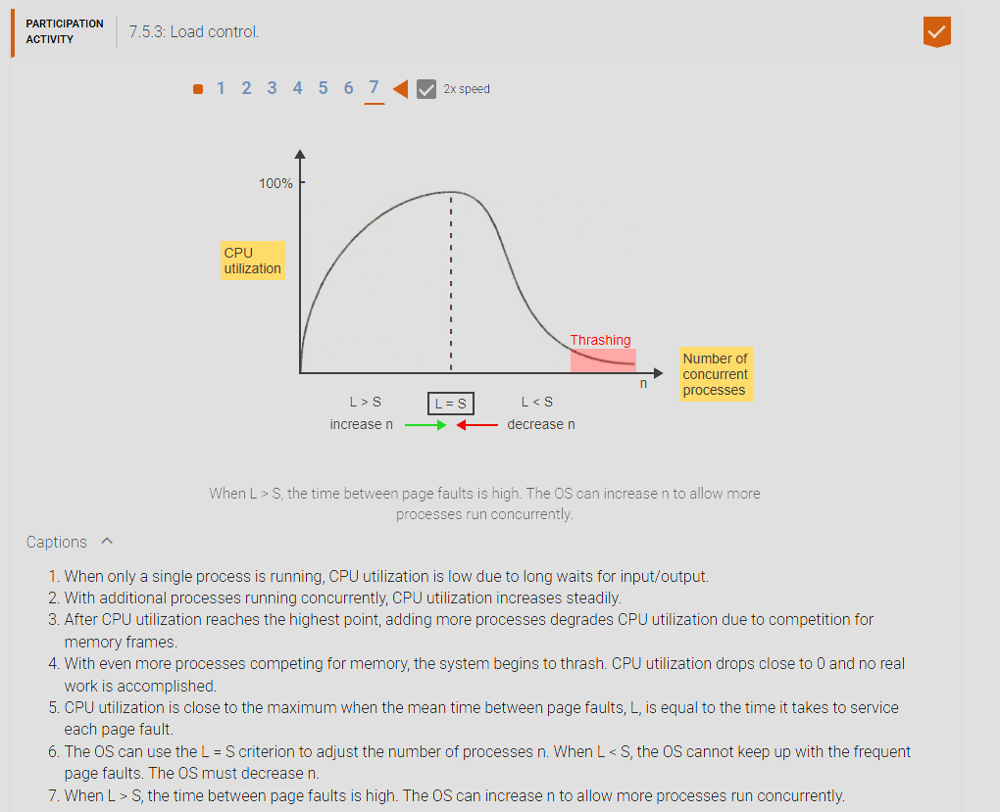 PARTICIPATION
ACTIVITY
7.5.3: Load control.
1 2 3 4 5 6 7 2x speed
100%
CPU
utilization
Thrashing
Number of
concurrent
processes
n
L > S
L = S
L < S
increase n
decrease n
When L > S, the time between page faults is high. The OS can increase n to allow more
processes run concurrently.
Captions
1. When only a single process is running, CPU utilization is low due to long waits for input/output.
2. With additional processes running concurrently, CPU utilization increases steadily.
3. After CPU utilization reaches the highest point, adding more processes degrades CPU utilization due to competition for
memory frames.
4. With even more processes competing for memory, the system begins to thrash. CPU utilization drops close to 0 and no real
work is accomplished.
5. CPU utilization is close to the maximum when the mean time between page faults, L, is equal to the time it takes to service
each page fault.
6. The OS can use the L = S criterion to adjust the number of processes n. When L < S, the OS cannot keep up with the frequent
page faults. The OS must decrease n.
7. When L > S, the time between page faults is high. The OS can increase n to allow more processes run concurrently.